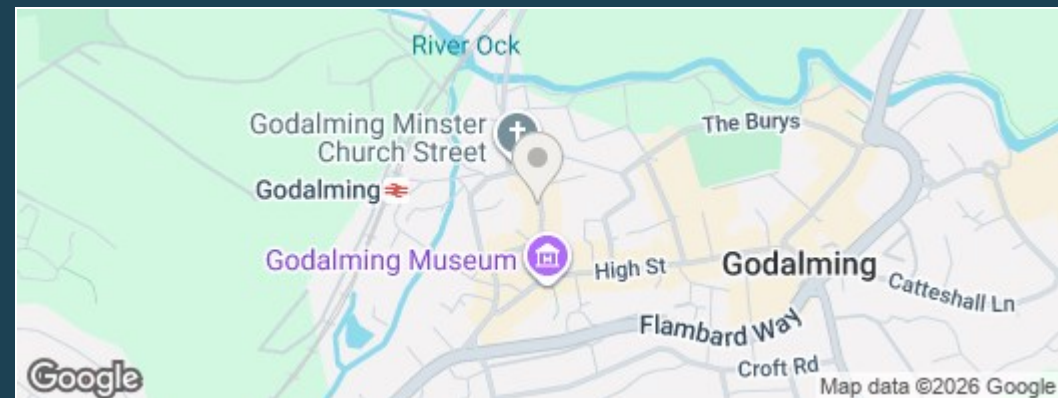 River Ock
Godalming Minster
Church Street
The Burys
Godalming
Godalming Museum
High St
Godalming
Catteshall Ln
Flambard Way
Croft Rd
Google
Map data ©2026 Google